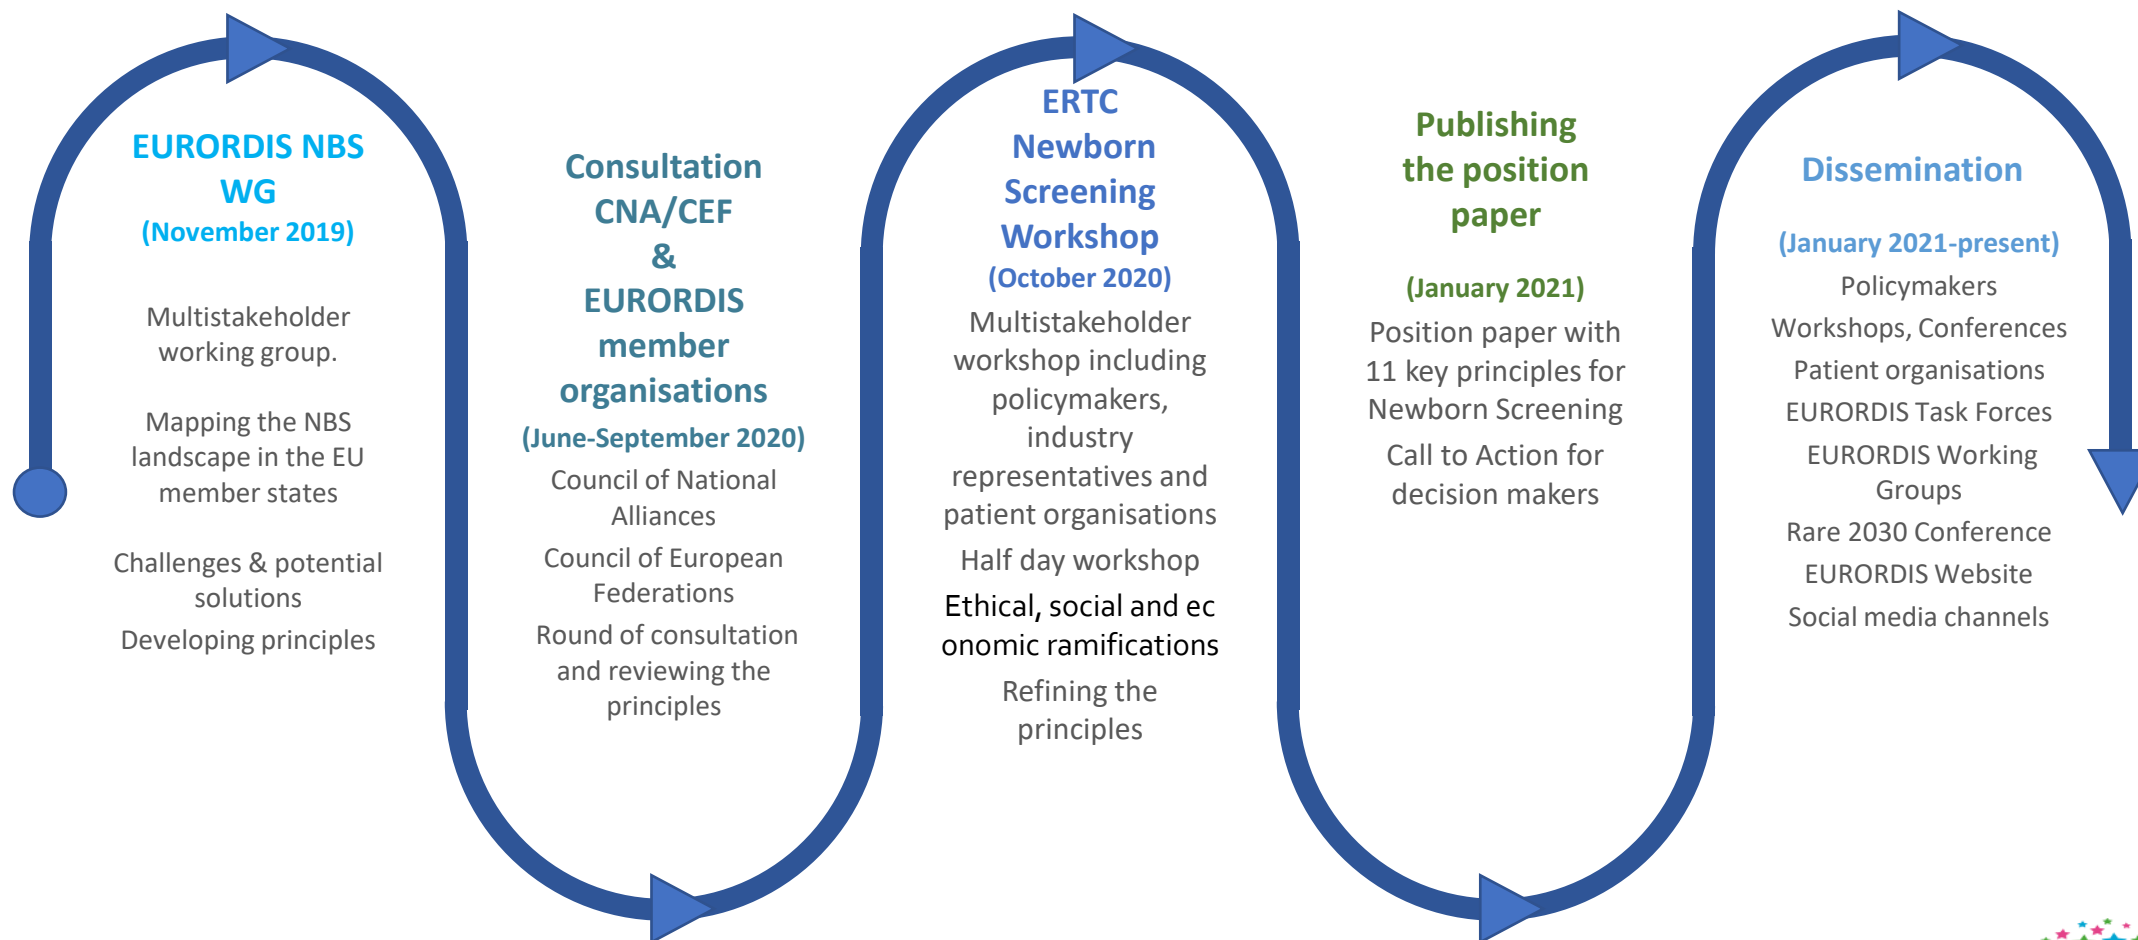 EURORDIS NBS
WG
(November 2019)
Multistakeholder
working group.
Mapping the NBS
landscape in the EU
member states
Challenges & potential
solutions
Developing principles
Consultation
CNA/CEF
&
EURORDIS
member
organisations
(June-September 2020)
Council of National
Alliances
Council of European
Federations
Round of consultation
and reviewing the
principles
ERTC
Newborn
Screening
Workshop
(October 2020)
Multistakeholder
workshop including
policymakers,
industry
representatives and
patient organisations
Half day workshop
Ethical, social and ec
onomic ramifications
Refining the
principles
Publishing
the position
paper
(January 2021)
Position paper with
11 key principles for
Newborn Screening
Call to Action for
decision makers
Dissemination
(January 2021-present)
Policymakers
Workshops, Conferences
Patient organisations
EURORDIS Task Forces
EURORDIS Working
Groups
Rare 2030 Conference
EURORDIS Website
Social media channels